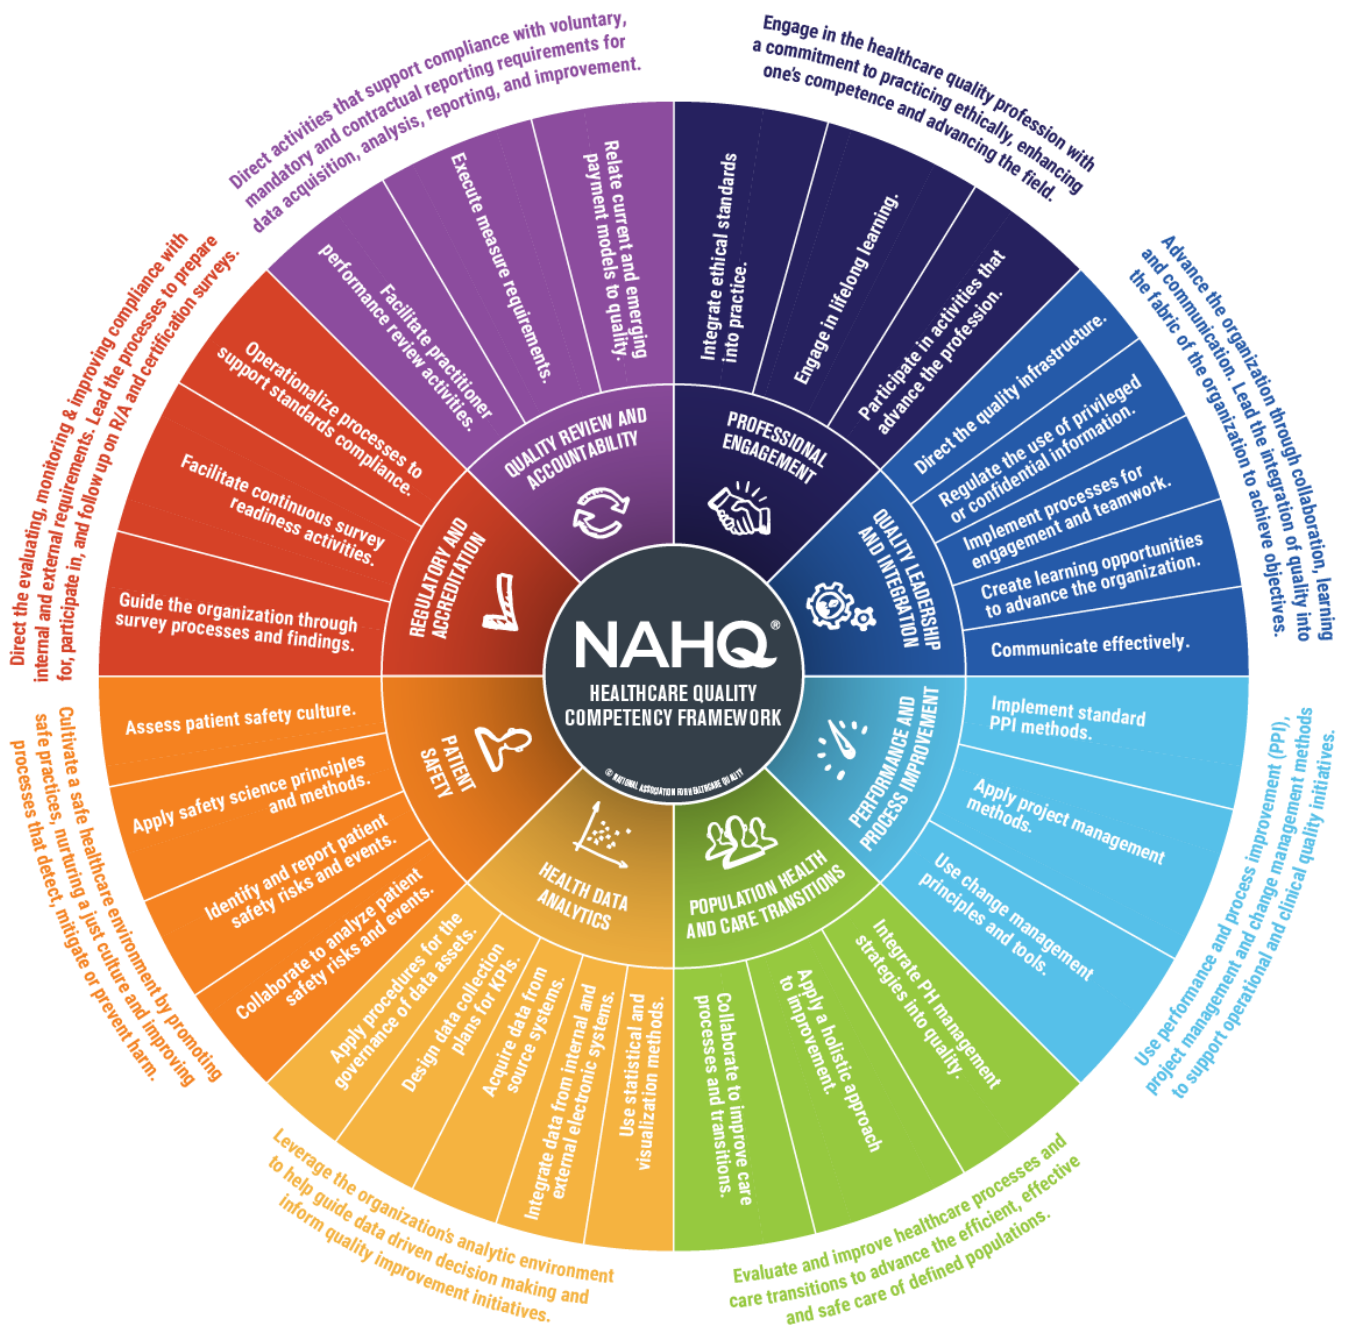 NAHQ®
HEALTHCARE QUALITY
COMPETENCY FRAMEWORK
© NATIONAL ASSOCIATION FOR HEALTHCARE QUALITY
Engage in the healthcare quality profession with
a commitment to practicing ethically, enhancing
one's competence and advancing the field.
PROFESSIONAL
ENGAGEMENT
Integrate ethical standards
into practice.
Engage in lifelong learning.
Participate in activities that
advance the profession.
Advance the organization through collaboration, learning
and communication. Lead the integration of quality into
the fabric of the organization to achieve objectives.
QUALITY LEADERSHIP
AND INTEGRATION
Direct the quality infrastructure.
Regulate the use of privileged
or confidential information.
Implement processes for
engagement and teamwork.
Create learning opportunities
to advance the organization.
Communicate effectively.
Use performance and process improvement (PPI),
project management and change management methods
to support operational and clinical quality initiatives.
PERFORMANCE AND
PROCESS IMPROVEMENT
Implement standard
PPI methods.
Apply project management
methods.
Use change management
principles and tools.
Evaluate and improve healthcare processes and
care transitions to advance the efficient, effective
and safe care of defined populations.
POPULATION HEALTH
AND CARE TRANSITIONS
Integrate PH management
strategies into quality.
Apply a holistic approach
to improvement.
Collaborate to improve care
processes and transitions.
Leverage the organization's analytic environment
to help guide data driven decision making and
inform quality improvement initiatives.
HEALTH DATA
ANALYTICS
Use statistical and
visualization methods.
Integrate data from internal and
external electronic systems.
Acquire data from
source systems.
Design data collection
plans for KPIs.
Apply procedures for the
governance of data assets.
Cultivate a safe healthcare environment by promoting
safe practices, nurturing a just culture and improving
processes that detect, mitigate or prevent harm.
PATIENT
SAFETY
Collaborate to analyze patient
safety risks and events.
Identify and report patient
safety risks and events.
Apply safety science principles
and methods.
Assess patient safety culture.
Direct the evaluating, monitoring & improving compliance with
internal and external requirements. Lead the processes to prepare
for, participate in, and follow up on R/A and certification surveys.
REGULATORY AND
ACCREDITATION
Guide the organization through
survey processes and findings.
Facilitate continuous survey
readiness activities.
Operationalize processes to
support standards compliance.
Direct activities that support compliance with voluntary,
mandatory and contractual reporting requirements for
data acquisition, analysis, reporting, and improvement.
QUALITY REVIEW AND
ACCOUNTABILITY
Facilitate practitioner
performance review activities.
Execute measure requirements.
Relate current and emerging
payment models to quality.